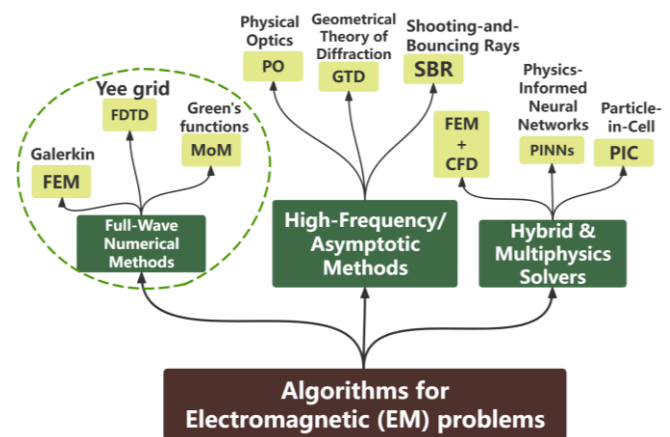 Physical
Optics
PO
Geometrical
Theory of
Diffraction
GTD
Shooting-and-
Bouncing Rays
SBR
Yee grid
FDTD
Green's
functions
MoM
Galerkin
FEM
FEM
+
CFD
Physics-
Informed
Neural
Networks
PINNs
Particle-
in-Cell
PIC
Full-Wave
Numerical
Methods
High-Frequency/
Asymptotic
Methods
Hybrid &
Multiphysics
Solvers
Algorithms for
Electromagnetic (EM) problems